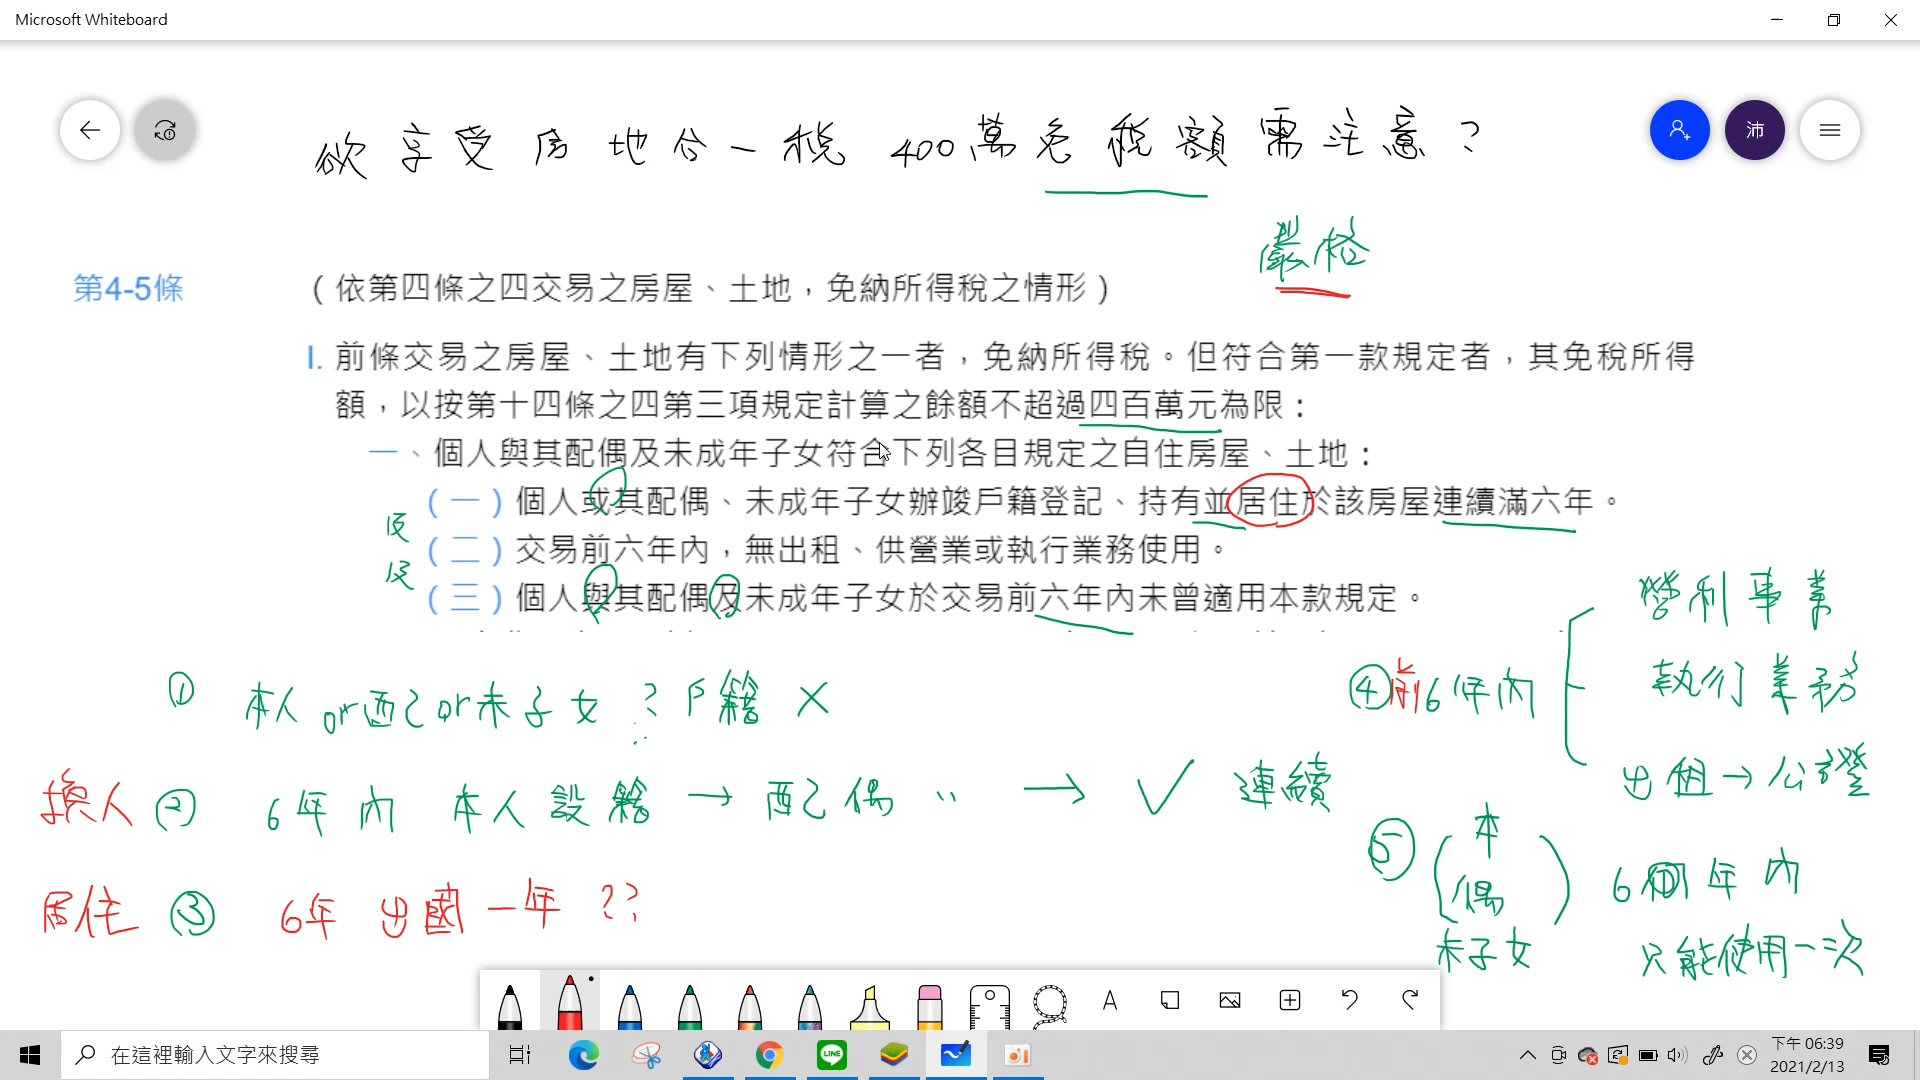 Microsoft Whiteboard
欲享受房地合一稅400萬免稅額需注意？
沛
嚴格
第4-5條
（依第四條之四交易之房屋、土地，免納所得稅之情形）
I. 前條交易之房屋、土地有下列情形之一者，免納所得稅。但符合第一款規定者，其免稅所得
額，以按第十四條之四第三項規定計算之餘額不超過四百萬元為限：
一、個人與其配偶及未成年子女符合下列各目規定之自住房屋、土地：
（一）個人或其配偶、未成年子女辦竣戶籍登記、持有並居住於該房屋連續滿六年。
（二）交易前六年內，無出租、供營業或執行業務使用。
（三）個人與其配偶及未成年子女於交易前六年內未曾適用本款規定。
及
及
① 本人 or 配 or 未子女 ? 戶籍 X
換人 ② 6年內 本人設籍 → 配偶 〃 → ✓ 連續
居住 ③ 6年 出國一年 ??
④ 前6年內
營利事業
執行業務
出租→公證
⑤ (本
偶
未子女)
6個年內
只能使用一次
A
在這裡輸入文字來搜尋
LINE
下午 06:39
2021/2/13